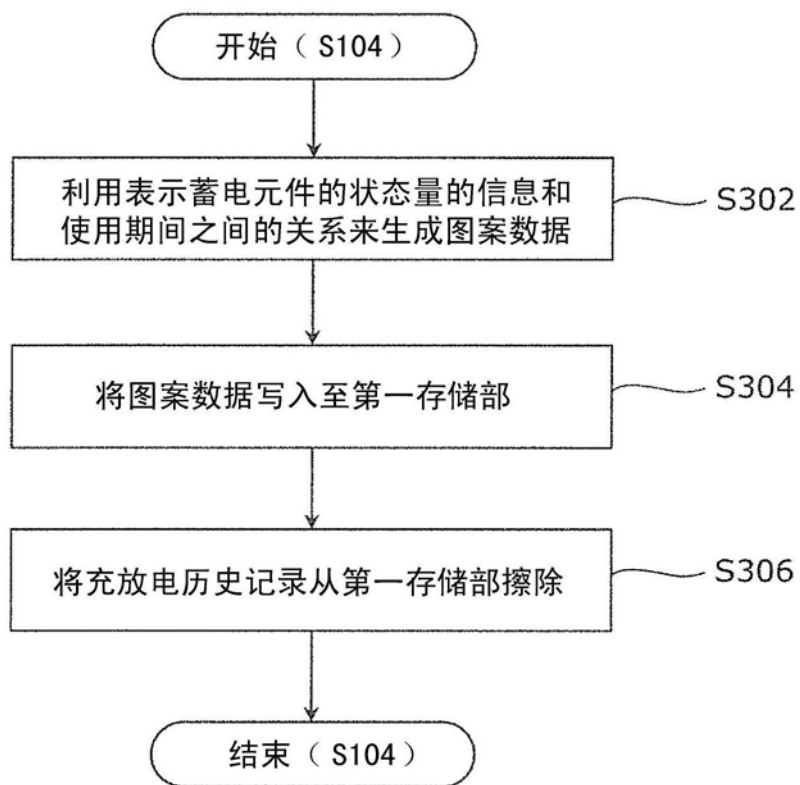 开始（S104）
利用表示蓄电元件的状态量的信息和
使用期间之间的关系来生成图案数据
S302
将图案数据写入至第一存储部
S304
将充放电历史记录从第一存储部擦除
S306
结束（S104）